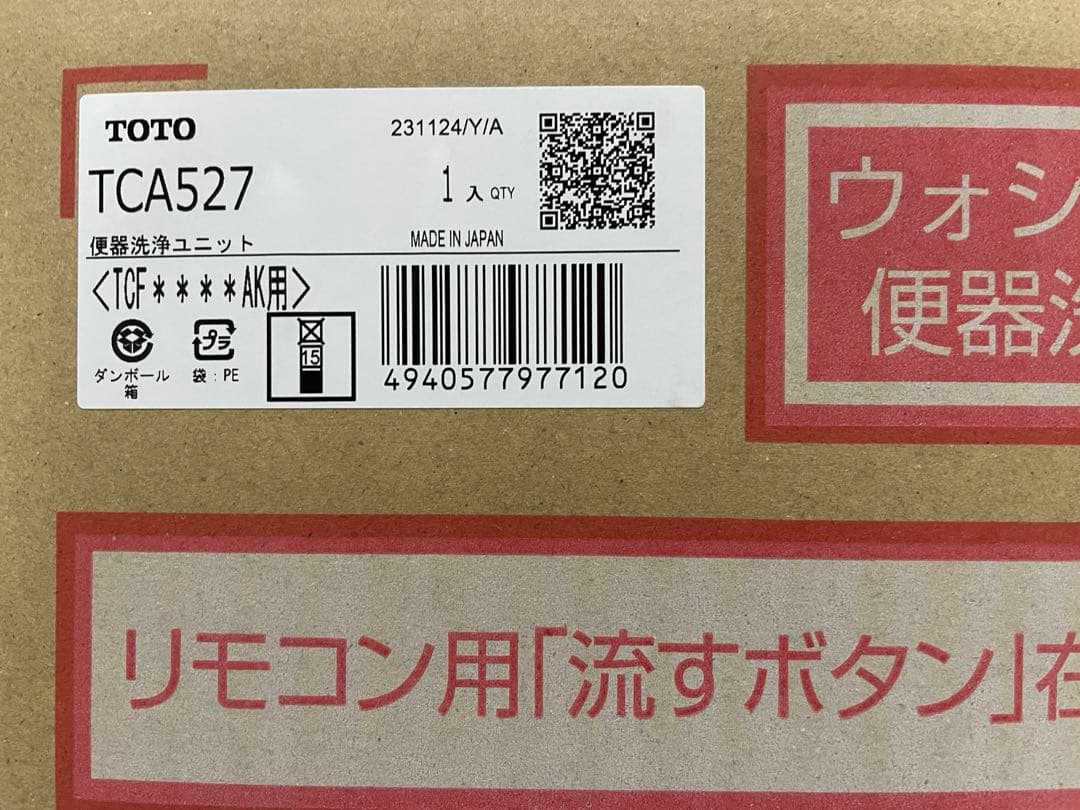 TOTO
231124/Y/A
TCA527
1 入 QTY
便器洗浄ユニット
MADE IN JAPAN
<TCF****AK用>
プラ
15
ダンボール
箱
袋:PE
4940577977120
ウォシ
便器洗
リモコン用「流すボタン」在